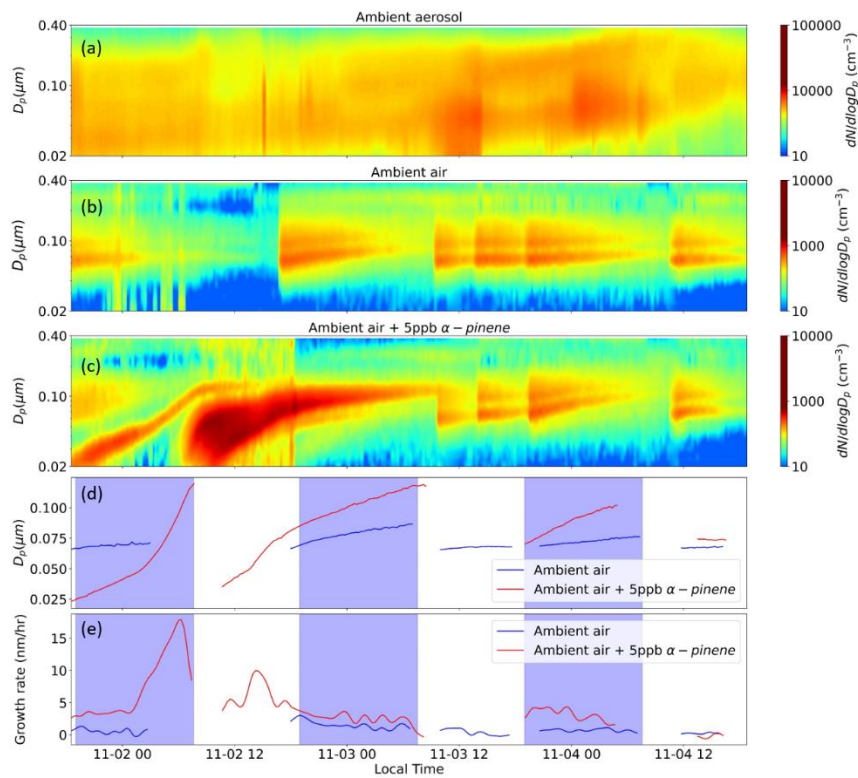 Ambient aerosol
(a)
0.40
0.10
0.02
D_p(μm)
100000
1000
10
dN/dlogD_p (cm⁻³)
Ambient air
(b)
0.40
0.10
0.02
D_p(μm)
10000
1000
100
10
dN/dlogD_p (cm⁻³)
Ambient air + 5ppb α − pinene
(c)
0.40
0.10
0.02
D_p(μm)
10000
1000
100
10
dN/dlogD_p (cm⁻³)
(d)
0.100
0.075
0.050
0.025
D_p(μm)
Ambient air
Ambient air + 5ppb α − pinene
(e)
15
10
5
0
Growth rate (nm/hr)
Ambient air
Ambient air + 5ppb α − pinene
11-02 00
11-02 12
11-03 00
11-03 12
11-04 00
11-04 12
Local Time